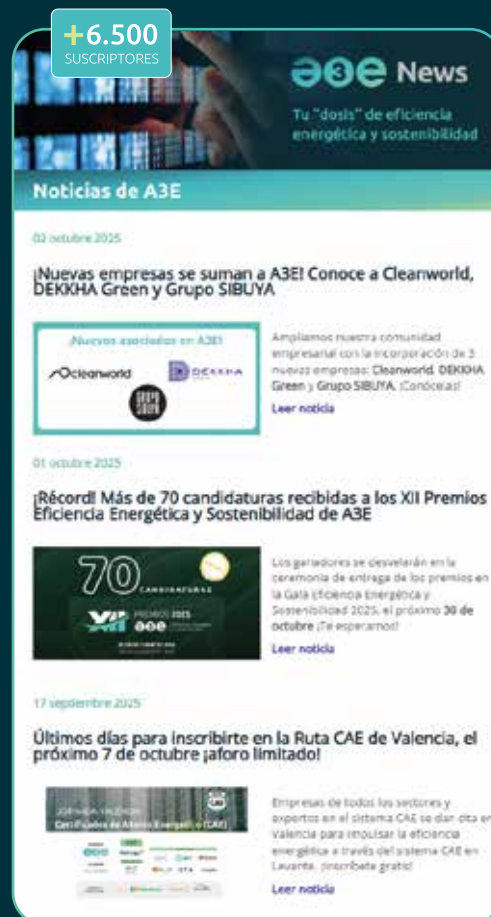 +6.500
SUSCRIPTORES
a3e News
Tu "dosis" de eficiencia
energética y sostenibilidad
Noticias de A3E
02 octubre 2025
¡Nuevas empresas se suman a A3E! Conoce a Cleanworld,
DEKKHA Green y Grupo SIBUYA
¡Nuevos asociados en A3E!
cleanworld
DEKKHA
GRUPO
SIBUYA
Ampliamos nuestra comunidad
empresarial con la incorporación de 3
nuevas empresas: Cleanworld, DEKKHA
Green y Grupo SIBUYA. ¡Conócelas!
Leer noticia
01 octubre 2025
¡Récord! Más de 70 candidaturas recibidas a los XII Premios
Eficiencia Energética y Sostenibilidad de A3E
70
CANDIDATURAS
XII
PREMIOS 2025
a3e
Los ganadores se desvelarán en la
ceremonia de entrega de los premios en
la Gala Eficiencia Energética y
Sostenibilidad 2025, el próximo 30 de
octubre ¡Te esperamos!
Leer noticia
17 septiembre 2025
Últimos días para inscribirte en la Ruta CAE de Valencia, el
próximo 7 de octubre ¡aforo limitado!
JORNADA VALENCIA
Certificados de Ahorro Energético (CAE)
Empresas de todos los sectores y
expertos en el sistema CAE se dan cita en
Valencia para impulsar la eficiencia
energética a través del sistema CAE en
Levante. ¡Inscríbete gratis!
Leer noticia